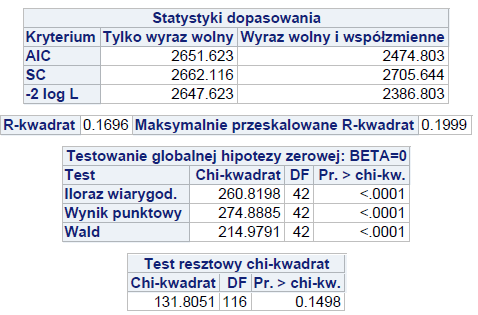 Statystyki dopasowania
Kryterium Tylko wyraz wolny Wyraz wolny i współzmienne
AIC 2651.623 2474.803
SC 2662.116 2705.644
-2 log L 2647.623 2386.803
R-kwadrat 0.1696 Maksymalnie przeskalowane R-kwadrat 0.1999
Testowanie globalnej hipotezy zerowej: BETA=0
Test Chi-kwadrat DF Pr. > chi-kw.
Iloraz wiarygod. 260.8198 42 <.0001
Wynik punktowy 274.8885 42 <.0001
Wald 214.9791 42 <.0001
Test resztowy chi-kwadrat
Chi-kwadrat DF Pr. > chi-kw.
131.8051 116 0.1498